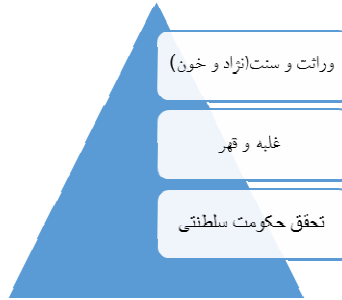 وراثت و سنت(نژاد و خون)
غلبه و قهر
تحقق حکومت سلطنتی